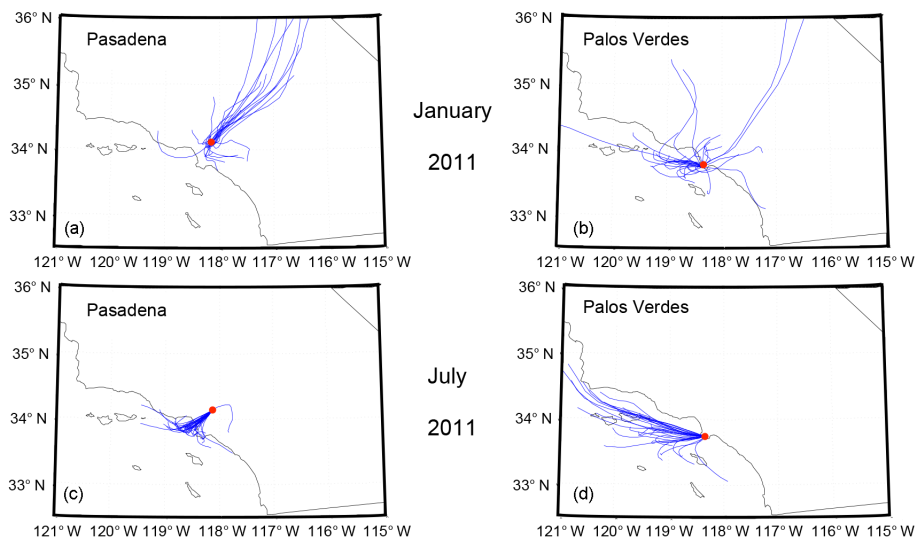 36° N
Pasadena
35° N
34° N
33° N
(a)
121° W 120° W 119° W 118° W 117° W 116° W 115° W
January
2011
36° N
Palos Verdes
35° N
34° N
33° N
(b)
121° W 120° W 119° W 118° W 117° W 116° W 115° W
36° N
Pasadena
35° N
34° N
33° N
(c)
121° W 120° W 119° W 118° W 117° W 116° W 115° W
July
2011
36° N
Palos Verdes
35° N
34° N
33° N
(d)
121° W 120° W 119° W 118° W 117° W 116° W 115° W